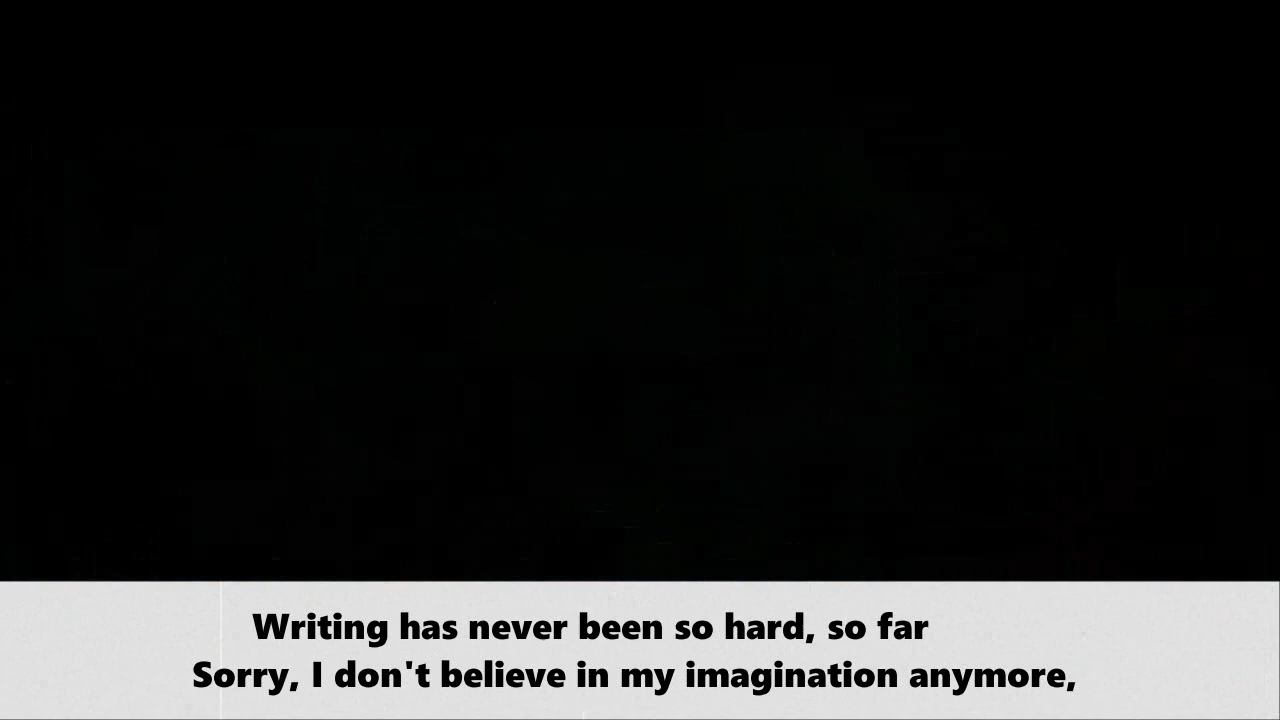 Writing has never been so hard, so far
Sorry, I don't believe in my imagination anymore,